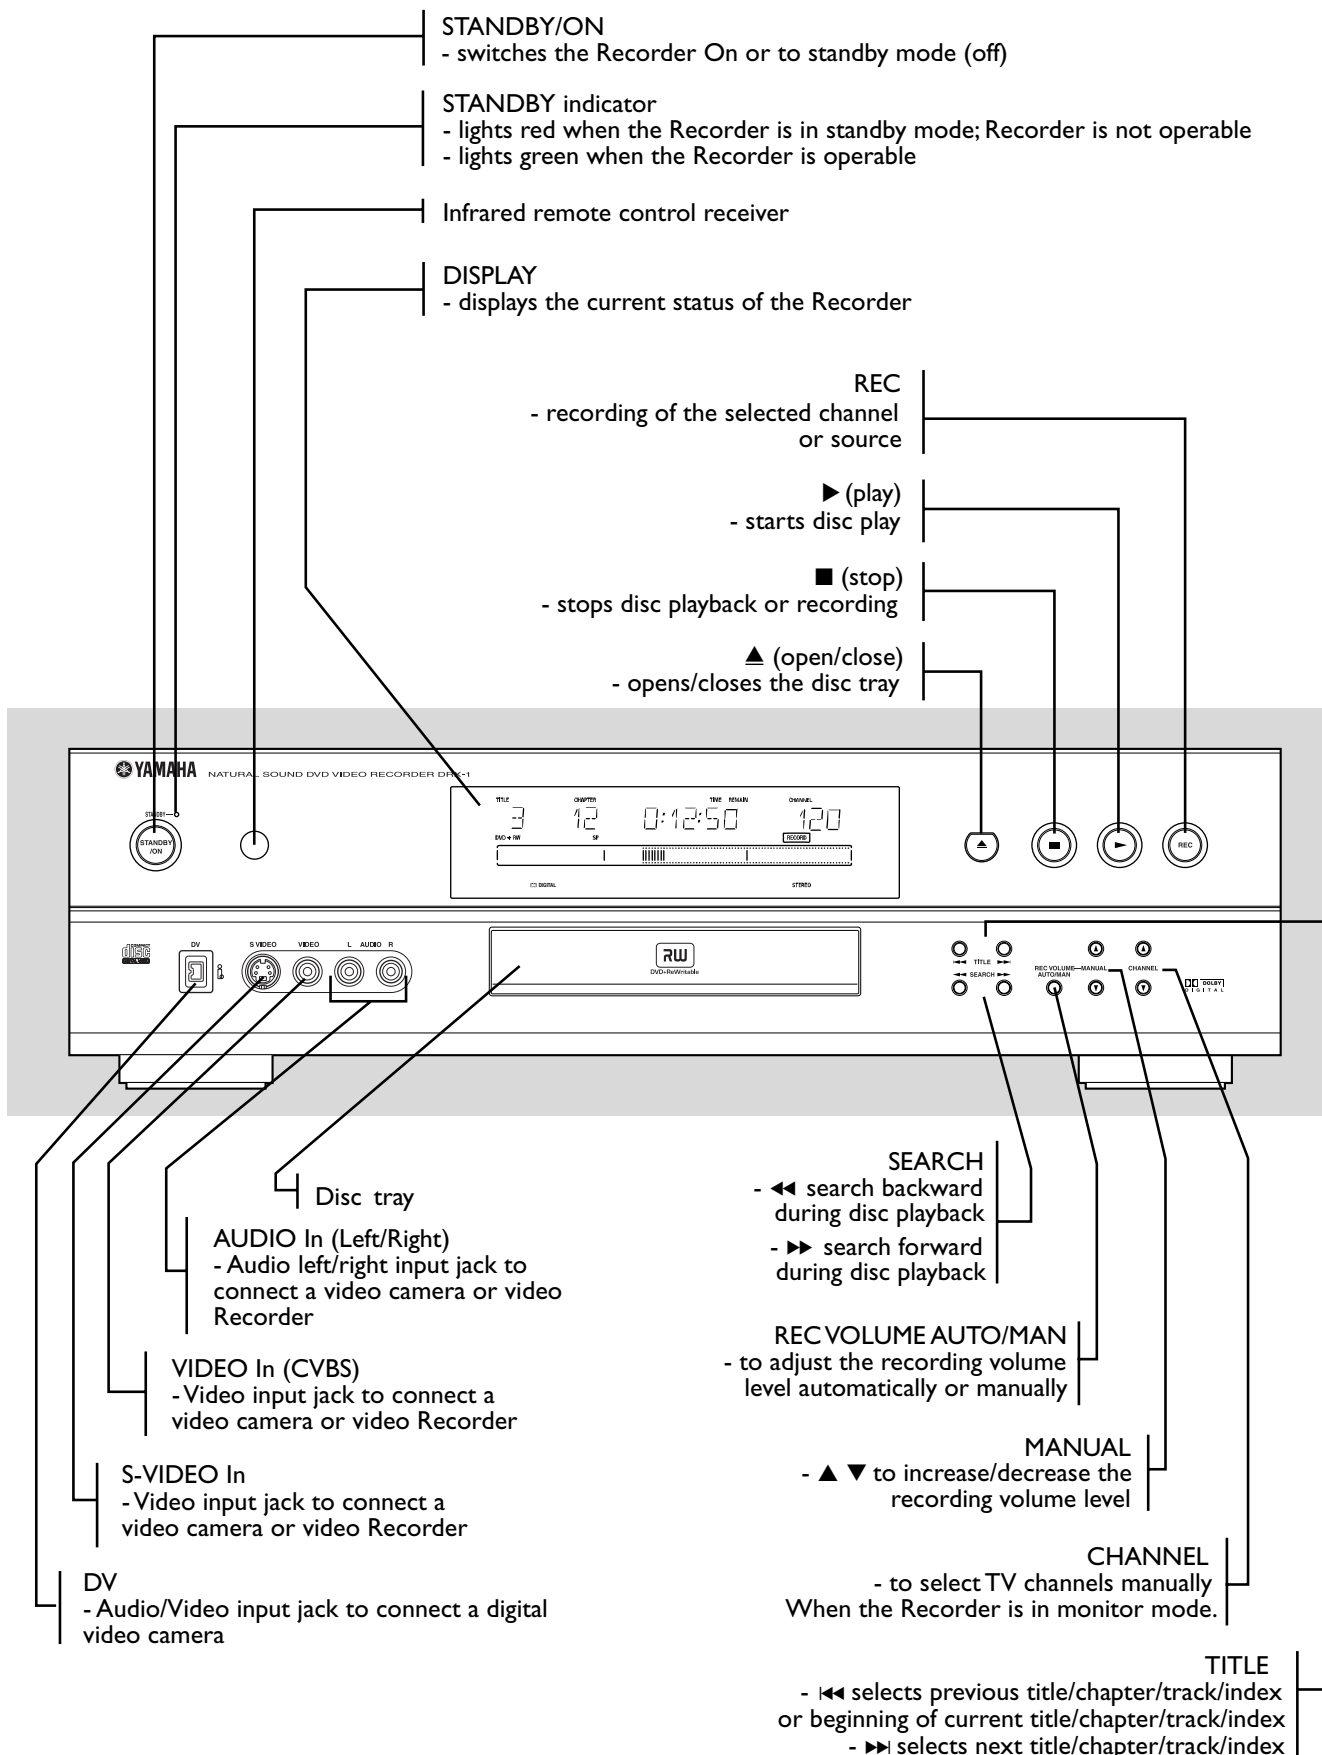 STANDBY/ON
- switches the Recorder On or to standby mode (off)
STANDBY indicator
- lights red when the Recorder is in standby mode; Recorder is not operable
- lights green when the Recorder is operable
Infrared remote control receiver
DISPLAY
- displays the current status of the Recorder
REC
- recording of the selected channel
or source
▶ (play)
- starts disc play
■ (stop)
- stops disc playback or recording
≜ (open/close)
- opens/closes the disc tray
YAMAHA NATURAL SOUND DVD VIDEO RECORDER DRX-1
STANDBY
STANDBY
/ON
TITLE CHAPTER TIME REMAIN CHANNEL
3 12 0:12:50 120
DVD + RW SP RECORD
DIGITAL STEREO
REC
COMPACT
disc
DV S VIDEO VIDEO L AUDIO R
RW
DVD+ReWritable
⏮ TITLE ⏭
◀◀ SEARCH ▶▶
REC VOLUME
AUTO/MAN
MANUAL
CHANNEL
DOLBY
DIGITAL
Disc tray
AUDIO In (Left/Right)
- Audio left/right input jack to
connect a video camera or video
Recorder
VIDEO In (CVBS)
- Video input jack to connect a
video camera or video Recorder
S-VIDEO In
- Video input jack to connect a
video camera or video Recorder
DV
- Audio/Video input jack to connect a digital
video camera
SEARCH
- ◀◀ search backward
during disc playback
- ▶▶ search forward
during disc playback
REC VOLUME AUTO/MAN
- to adjust the recording volume
level automatically or manually
MANUAL
- ▲ ▼ to increase/decrease the
recording volume level
CHANNEL
- to select TV channels manually
When the Recorder is in monitor mode.
TITLE
- ⏮ selects previous title/chapter/track/index
or beginning of current title/chapter/track/index
- ⏭ selects next title/chapter/track/index